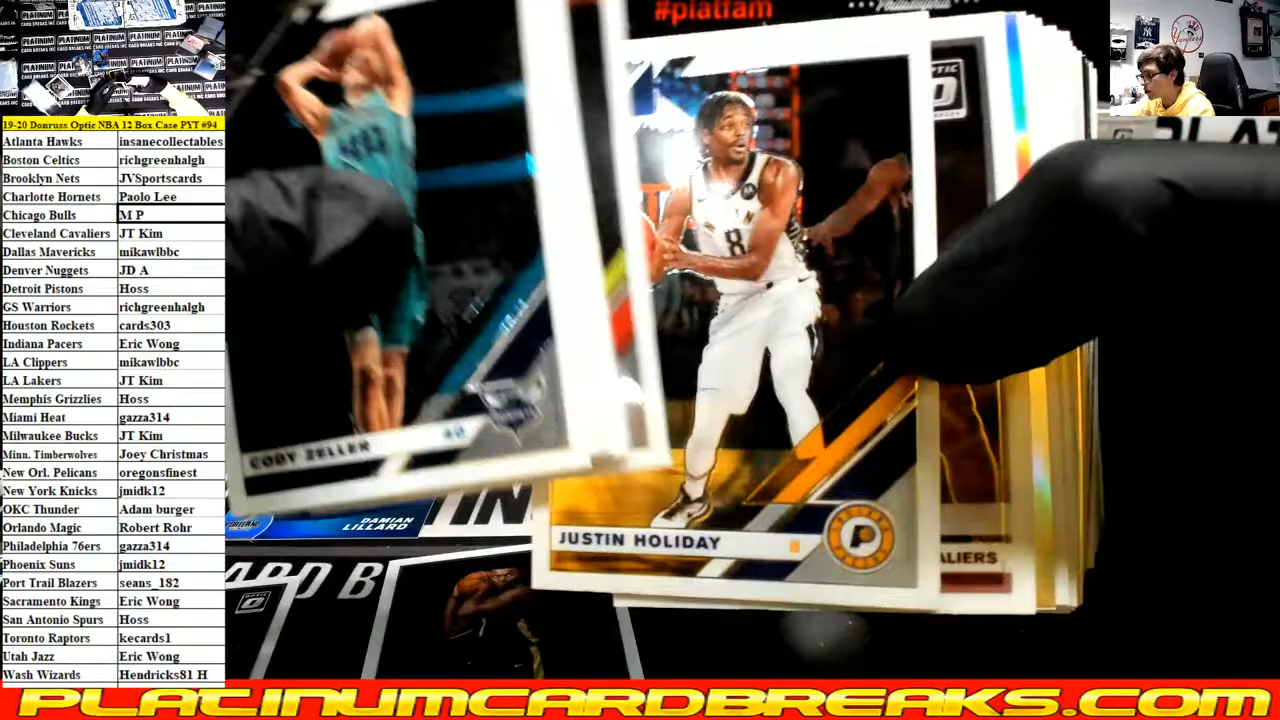 #platfam
Philadelphia
19-20 Donruss Optic NBA 12 Box Case PYT #94
Atlanta Hawks insanecollectables
Boston Celtics richgreenhalgh
Brooklyn Nets JVSportscards
Charlotte Hornets Paolo Lee
Chicago Bulls M P
Cleveland Cavaliers JT Kim
Dallas Mavericks mikawlbbc
Denver Nuggets JD A
Detroit Pistons Hoss
GS Warriors richgreenhalgh
Houston Rockets cards303
Indiana Pacers Eric Wong
LA Clippers mikawlbbc
LA Lakers JT Kim
Memphis Grizzlies Hoss
Miami Heat gazza314
Milwaukee Bucks JT Kim
Minn. Timberwolves Joey Christmas
New Orl. Pelicans oregonsfinest
New York Knicks jmidk12
OKC Thunder Adam burger
Orlando Magic Robert Rohr
Philadelphia 76ers gazza314
Phoenix Suns jmidk12
Port Trail Blazers seans_182
Sacramento Kings Eric Wong
San Antonio Spurs Hoss
Toronto Raptors kecards1
Utah Jazz Eric Wong
Wash Wizards Hendricks81 H
OPTIC
8
CODY ZELLER 40
DAMIAN
LILLARD
JUSTIN HOLIDAY
PACERS
ALIERS
ARD B
PLATINUMCARDBREAKS.COM